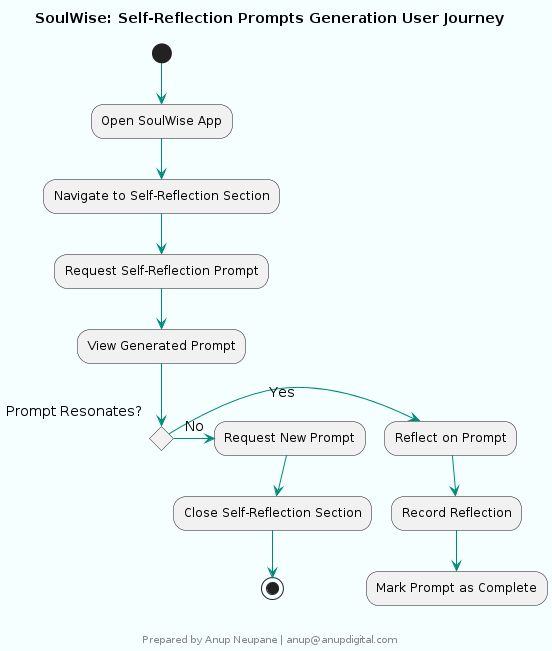 SoulWise: Self-Reflection Prompts Generation User Journey
Open SoulWise App
Navigate to Self-Reflection Section
Request Self-Reflection Prompt
View Generated Prompt
Prompt Resonates?
Yes
No
Request New Prompt
Reflect on Prompt
Close Self-Reflection Section
Record Reflection
Mark Prompt as Complete
Prepared by Anup Neupane | anup@anupdigital.com